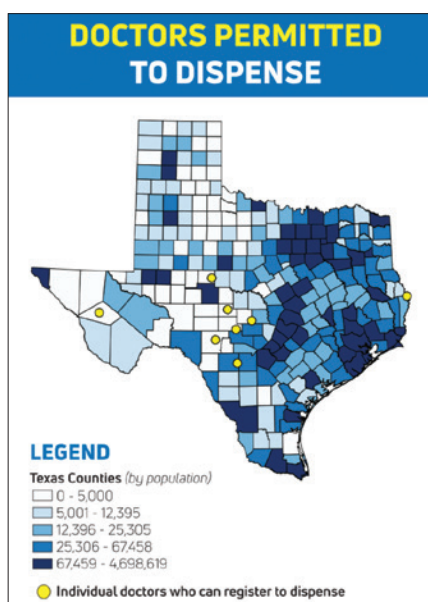 DOCTORS PERMITTED
TO DISPENSE
LEGEND
Texas Counties (by population)
0 - 5,000
5,001 - 12,395
12,396 - 25,305
25,306 - 67,458
67,459 - 4,698,619
Individual doctors who can register to dispense